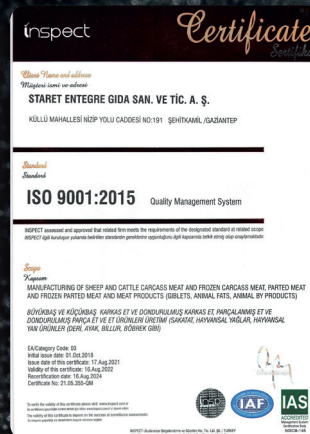 inspect
Certificate
Sertifika
Client Name and address
Müşteri ismi ve adresi
STARET ENTEGRE GIDA SAN. VE TİC. A. Ş.
KÜLLÜ MAHALLESİ NİZİP YOLU CADDESİ NO:191 ŞEHİTKAMİL /GAZİANTEP
Standard
Standard
ISO 9001:2015 Quality Management System
INSPECT assessed and approved that related firm meets the requirements of the designated standard at related scope
Scope
Kapsam
MANUFACTURING OF SHEEP AND CATTLE CARCASS MEAT AND FROZEN CARCASS MEAT, PARTED MEAT
AND FROZEN PARTED MEAT AND MEAT PRODUCTS (GIBLETS, ANIMAL FATS, ANIMAL BY PRODUCTS)
BÜYÜKBAŞ VE KÜÇÜKBAŞ KARKAS ET VE DONDURULMUŞ KARKAS ET, PARÇALANMIŞ ET VE
DONDURULMUŞ PARÇA ET VE ET ÜRÜNLERİ ÜRETİMİ (SAKATAT, HAYVANSAL YAĞLAR, HAYVANSAL
YAN ÜRÜNLER (DERİ, AYAK, BİLLUR, BÖBREK GİBİ)
EA/Category Code: 03
Initial issue date: 01.Oct.2018
Issue date of this certificate: 17.Aug.2021
Validity of this certificate: 16.Aug.2022
Recertification date: 16.Aug.2024
Certificate No: 21.05.355-QM
IAF
IAS
ACCREDITED